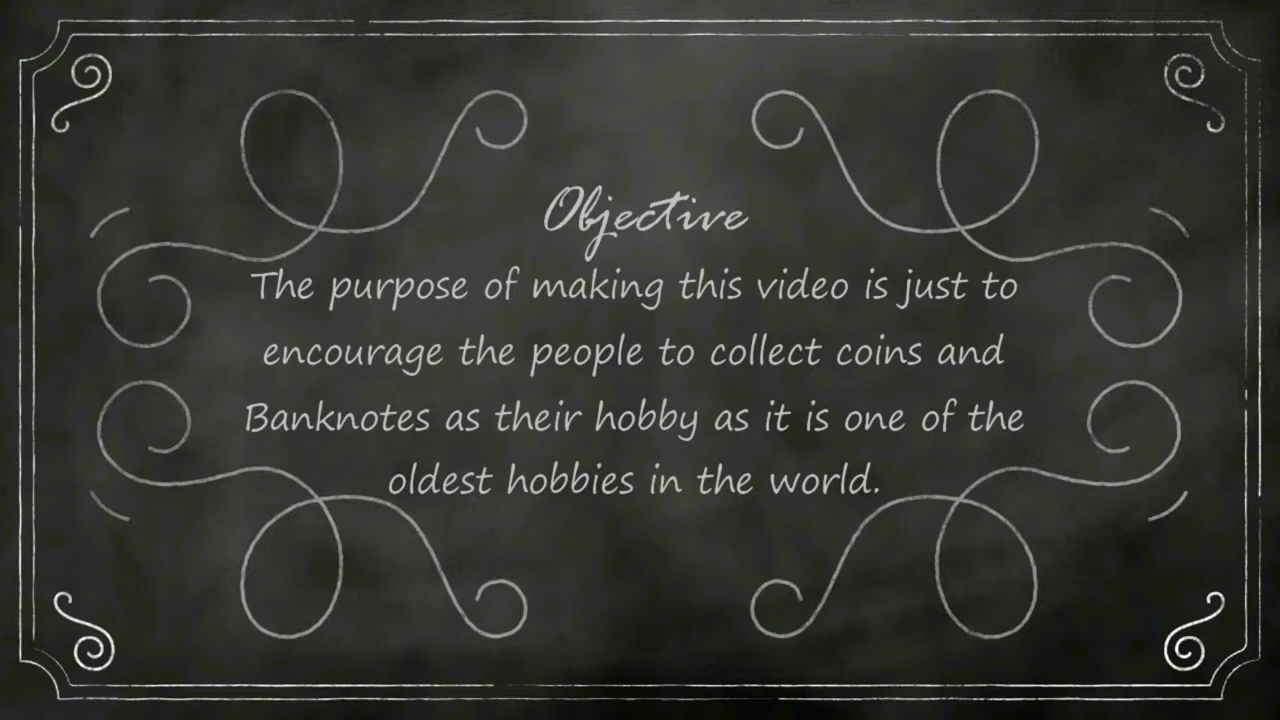 Objective
The purpose of making this video is just to
encourage the people to collect coins and
Banknotes as their hobby as it is one of the
oldest hobbies in the world.